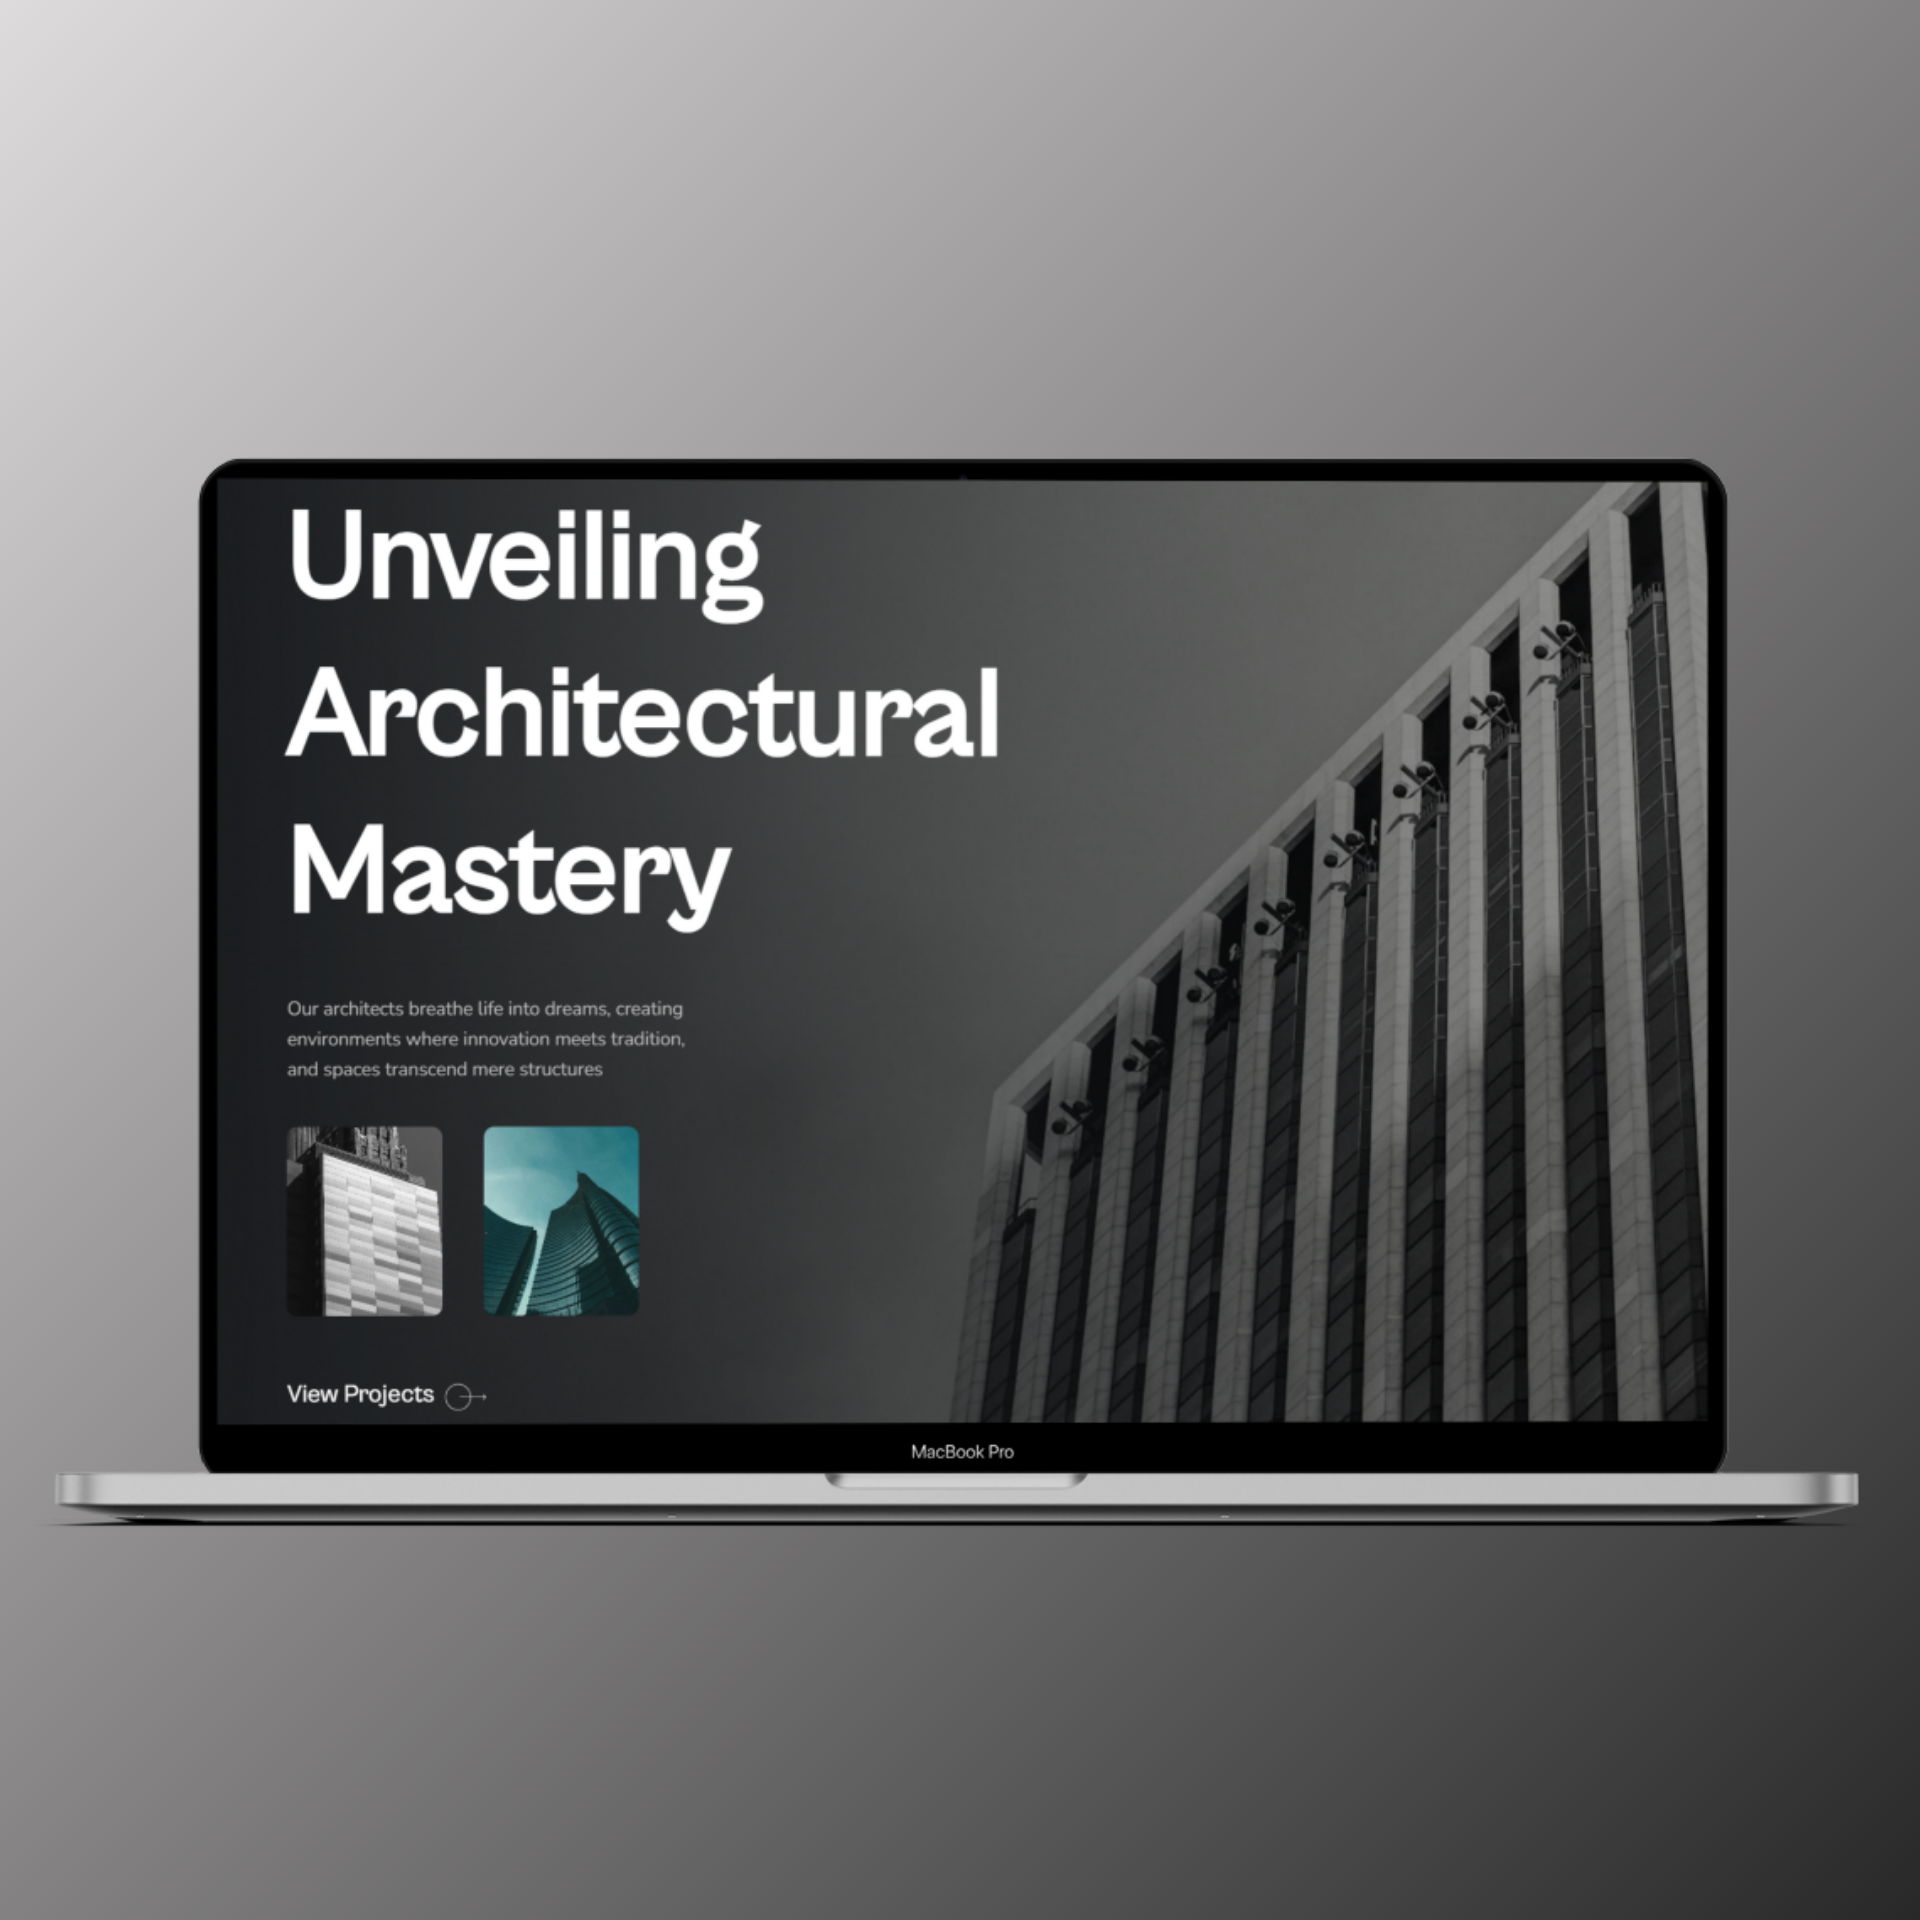 Unveiling
Architectural
Mastery
Our architects breathe life into dreams, creating
environments where innovation meets tradition,
and spaces transcend mere structures
View Projects
MacBook Pro